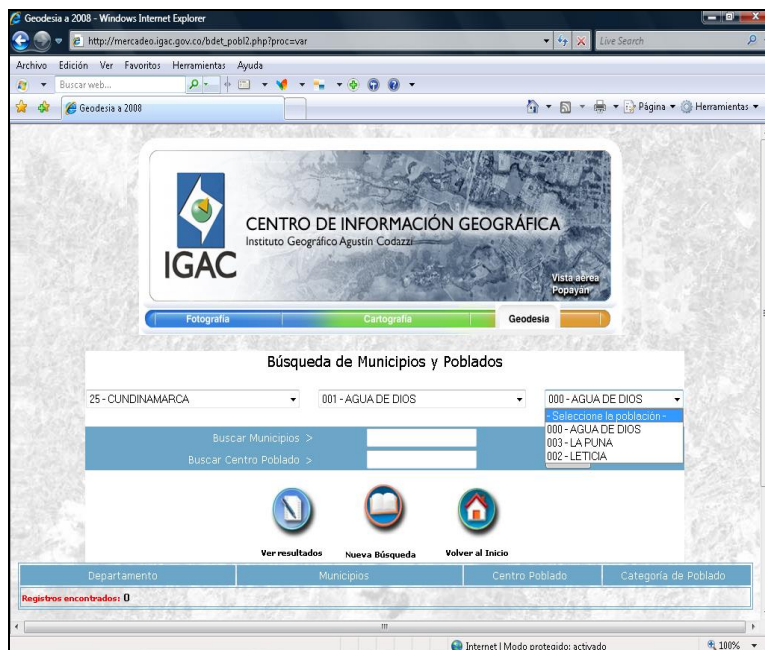 Geodesia a 2008 - Windows Internet Explorer
http://mercadeo.igac.gov.co/bdet_pobl2.php?proc=var
Live Search
Archivo Edición Ver Favoritos Herramientas Ayuda
Buscar web...
Geodesia a 2008
Página Herramientas
CENTRO DE INFORMACIÓN GEOGRÁFICA
Instituto Geográfico Agustín Codazzi
IGAC
Vista aérea
Popayán
Fotografía Cartografía Geodesia
Búsqueda de Municipios y Poblados
25 - CUNDINAMARCA 001 - AGUA DE DIOS 000 - AGUA DE DIOS
- Seleccione la población -
000 - AGUA DE DIOS
003 - LA PUNA
002 - LETICIA
Buscar Municipios >
Buscar Centro Poblado >
Ver resultados Nueva Búsqueda Volver al Inicio
Departamento Municipios Centro Poblado Categoría de Poblado
Registros encontrados: 0
Internet | Modo protegido: activado 100%